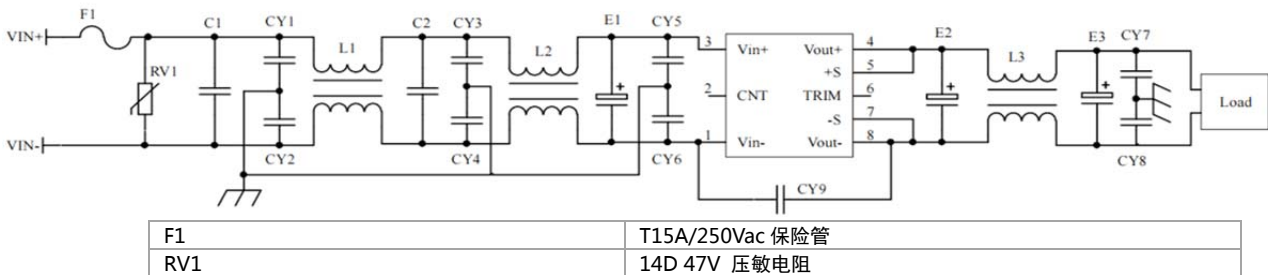 F1
VIN+
C1
CY1
L1
C2
CY3
L2
E1
CY5
RV1
3
Vin+
Vout+
4
E2
L3
E3
CY7
+S
5
2
CNT
TRIM
6
Load
-S
7
VIN-
CY2
CY4
CY6
1
Vin-
Vout-
8
CY8
CY9
F1 T15A/250Vac 保险管
RV1 14D 47V 压敏电阻